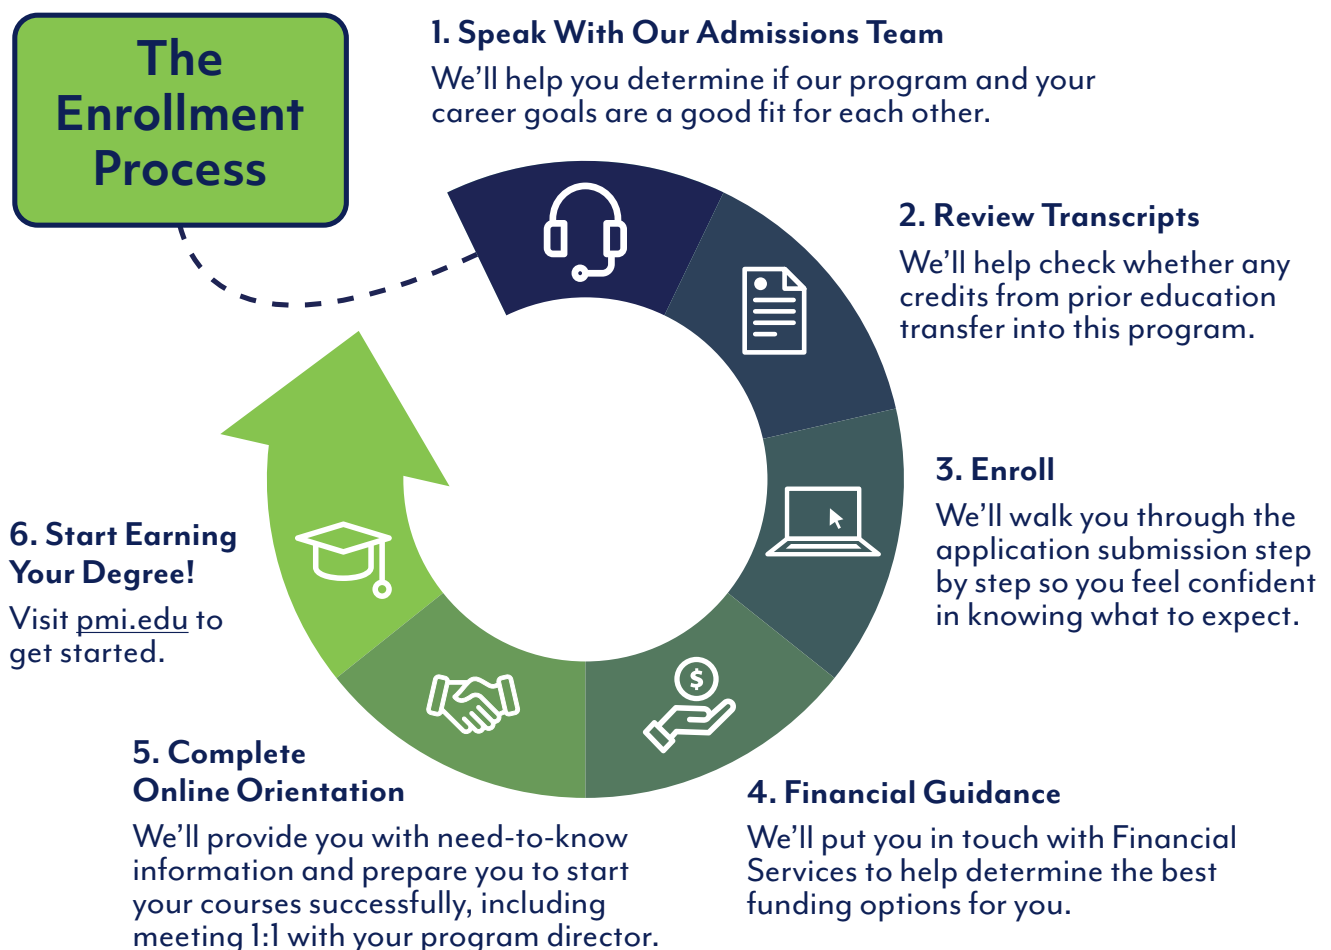 The
Enrollment
Process
1. Speak With Our Admissions Team
We’ll help you determine if our program and your
career goals are a good fit for each other.
2. Review Transcripts
We’ll help check whether any
credits from prior education
transfer into this program.
3. Enroll
We’ll walk you through the
application submission step
by step so you feel confident
in knowing what to expect.
$
4. Financial Guidance
We’ll put you in touch with Financial
Services to help determine the best
funding options for you.
5. Complete
Online Orientation
We’ll provide you with need-to-know
information and prepare you to start
your courses successfully, including
meeting 1:1 with your program director.
6. Start Earning
Your Degree!
Visit pmi.edu to
get started.